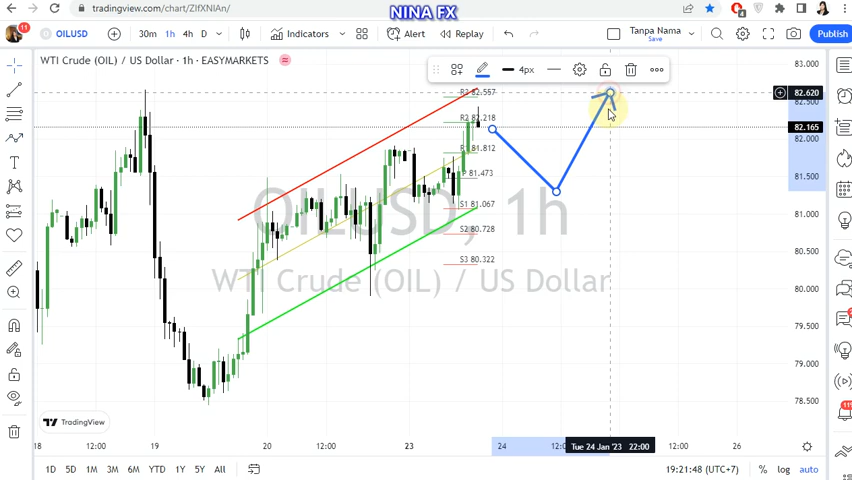 tradingview.com/chart/ZIfXNIAn/
NINA FX
4
11
OILUSD
30m 1h 4h D
Indicators
Alert
Replay
Tanpa Nama
Save
Publish
WTI Crude (OIL) / US Dollar · 1h · EASYMARKETS
4px
83.000
82.620
82.500
82.165
82.000
81.500
81.000
80.500
80.000
79.500
79.000
78.500
R3 82.557
R2 82.218
R1 81.812
P 81.473
S1 81.067
S2 80.728
S3 80.322
OILUSD, 1h
WTI Crude (OIL) / US Dollar
TradingView
18 12:00 19 20 12:00 23 24 12:0 Tue 24 Jan '23 22:00 12:00 26
1D 5D 1M 3M 6M YTD 1Y 5Y All
19:21:48 (UTC+7) % log auto